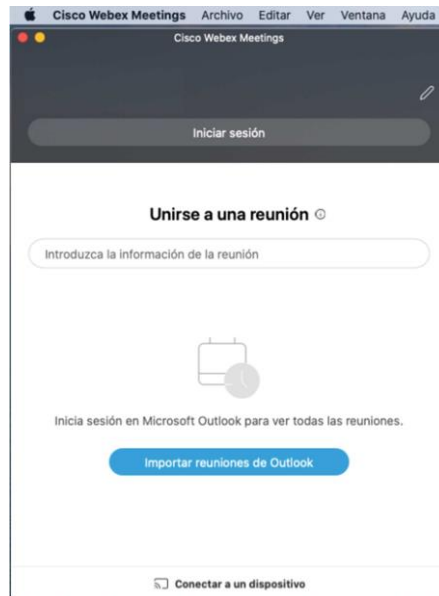 Cisco Webex Meetings Archivo Editar Ver Ventana Ayuda
Cisco Webex Meetings
Iniciar sesión
Unirse a una reunión
Introduzca la información de la reunión
Inicia sesión en Microsoft Outlook para ver todas las reuniones.
Importar reuniones de Outlook
Conectar a un dispositivo